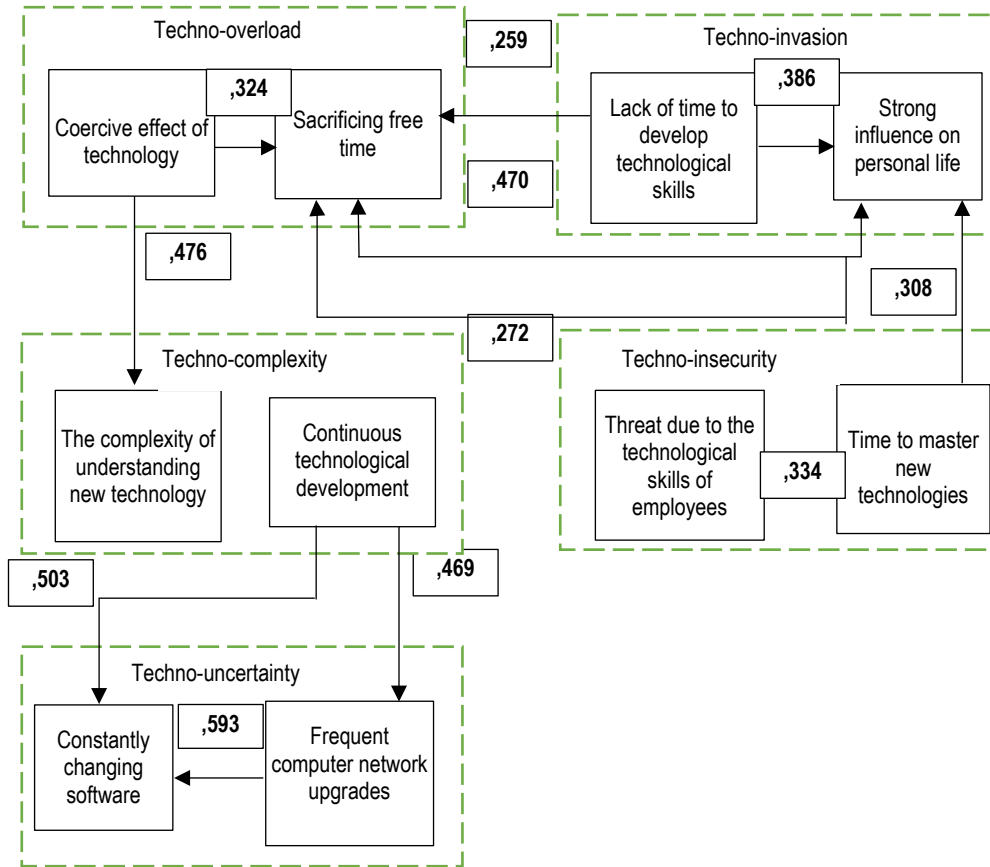 Techno-overload
,259
Techno-invasion
,324
,386
Coercive effect of
technology
Sacrificing free
time
Lack of time to
develop
technological
skills
Strong
influence on
personal life
,470
,476
,308
,272
Techno-complexity
Techno-insecurity
The complexity of
understanding
new technology
Continuous
technological
development
Threat due to the
technological
skills of
employees
,334
Time to master
new
technologies
,503
,469
Techno-uncertainty
Constantly
changing
software
,593
Frequent
computer network
upgrades